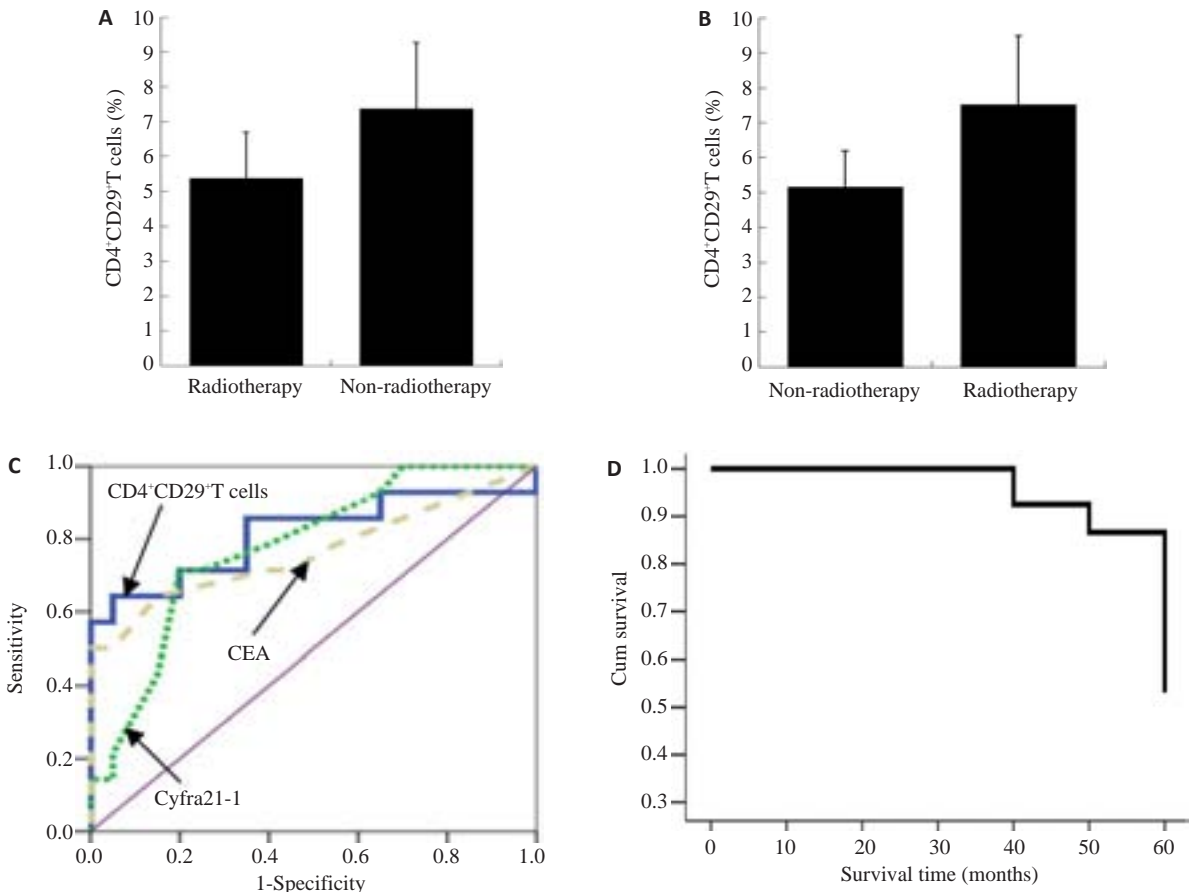 A
CD4⁺CD29⁺T cells (%)
10
9
8
7
6
5
4
3
2
1
0
Radiotherapy Non-radiotherapy
B
CD4⁺CD29⁺T cells (%)
10
9
8
7
6
5
4
3
2
1
0
Non-radiotherapy Radiotherapy
C
Sensitivity
1.0
0.8
0.6
0.4
0.2
0.0
CD4⁺CD29⁺T cells
CEA
Cyfra21-1
0.0 0.2 0.4 0.6 0.8 1.0
1-Specificity
D
Cum survival
1.0
0.9
0.8
0.7
0.6
0.5
0.4
0.3
0 10 20 30 40 50 60
Survival time (months)